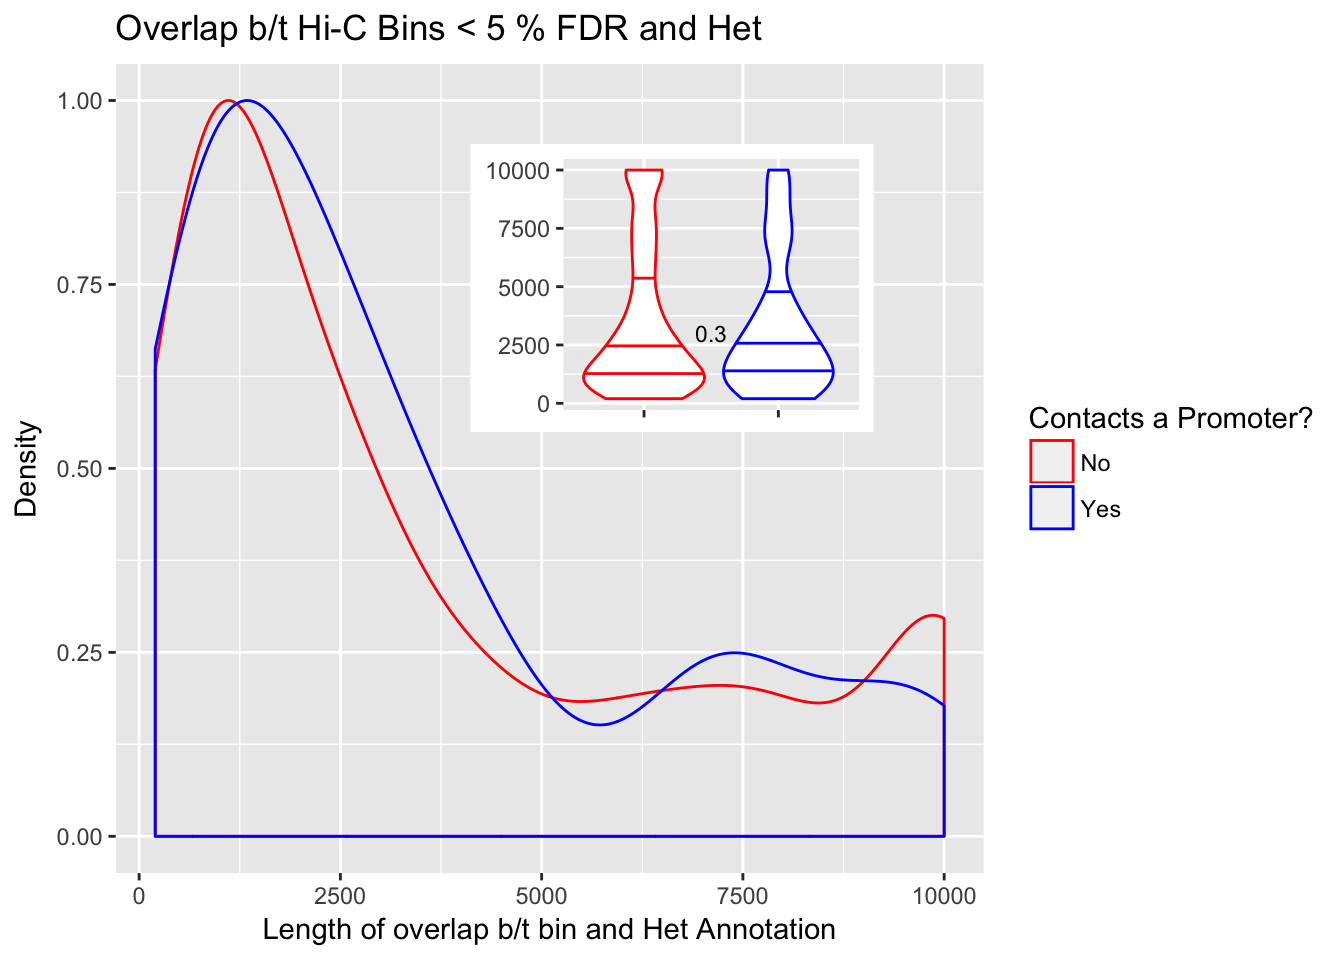 Overlap b/t Hi-C Bins < 5 % FDR and Het
Density
1.00
0.75
0.50
0.25
0.00
0
2500
5000
7500
10000
Length of overlap b/t bin and Het Annotation
10000
7500
5000
2500
0
0.3
Contacts a Promoter?
No
Yes